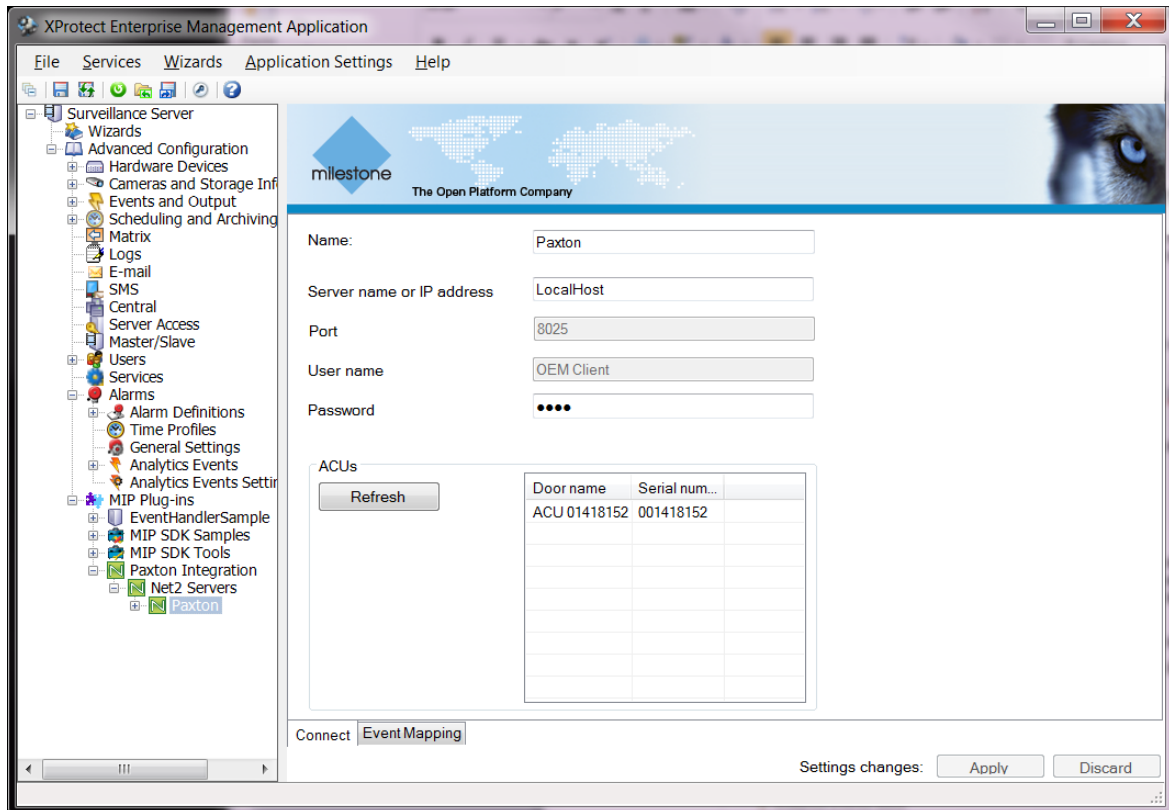 XProtect Enterprise Management Application
File Services Wizards Application Settings Help
Surveillance Server
Wizards
Advanced Configuration
Hardware Devices
Cameras and Storage Inf
Events and Output
Scheduling and Archiving
Matrix
Logs
E-mail
SMS
Central
Server Access
Master/Slave
Users
Services
Alarms
Alarm Definitions
Time Profiles
General Settings
Analytics Events
Analytics Events Settir
MIP Plug-ins
EventHandlerSample
MIP SDK Samples
MIP SDK Tools
Paxton Integration
Net2 Servers
Paxton
milestone
The Open Platform Company
Name: Paxton
Server name or IP address LocalHost
Port 8025
User name OEM Client
Password ••••
ACUs
Refresh
Door name Serial num...
ACU 01418152 001418152
Connect Event Mapping
Settings changes: Apply Discard